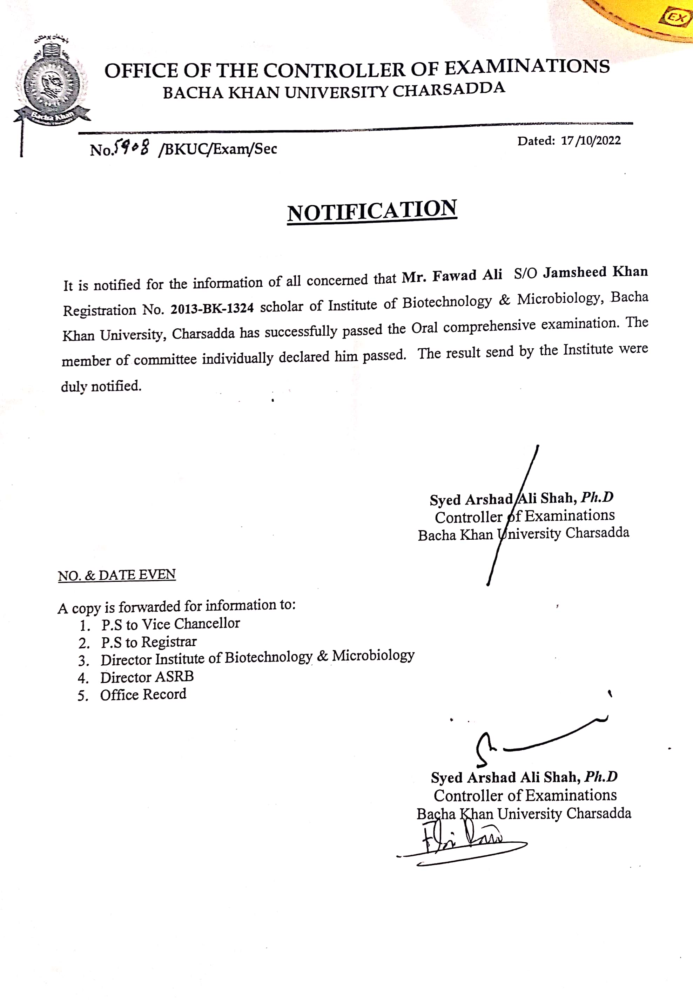 EX
OFFICE OF THE CONTROLLER OF EXAMINATIONS
BACHA KHAN UNIVERSITY CHARSADDA
Bacha Khan
No.5908 /BKUC/Exam/Sec
Dated: 17/10/2022
NOTIFICATION
It is notified for the information of all concerned that Mr. Fawad Ali S/O Jamsheed Khan
Registration No. 2013-BK-1324 scholar of Institute of Biotechnology & Microbiology, Bacha
Khan University, Charsadda has successfully passed the Oral comprehensive examination. The
member of committee individually declared him passed. The result send by the Institute were
duly notified.
Syed Arshad Ali Shah, Ph.D
Controller of Examinations
Bacha Khan University Charsadda
NO. & DATE EVEN
A copy is forwarded for information to:
1. P.S to Vice Chancellor
2. P.S to Registrar
3. Director Institute of Biotechnology & Microbiology
4. Director ASRB
5. Office Record
Syed Arshad Ali Shah, Ph.D
Controller of Examinations
Bacha Khan University Charsadda